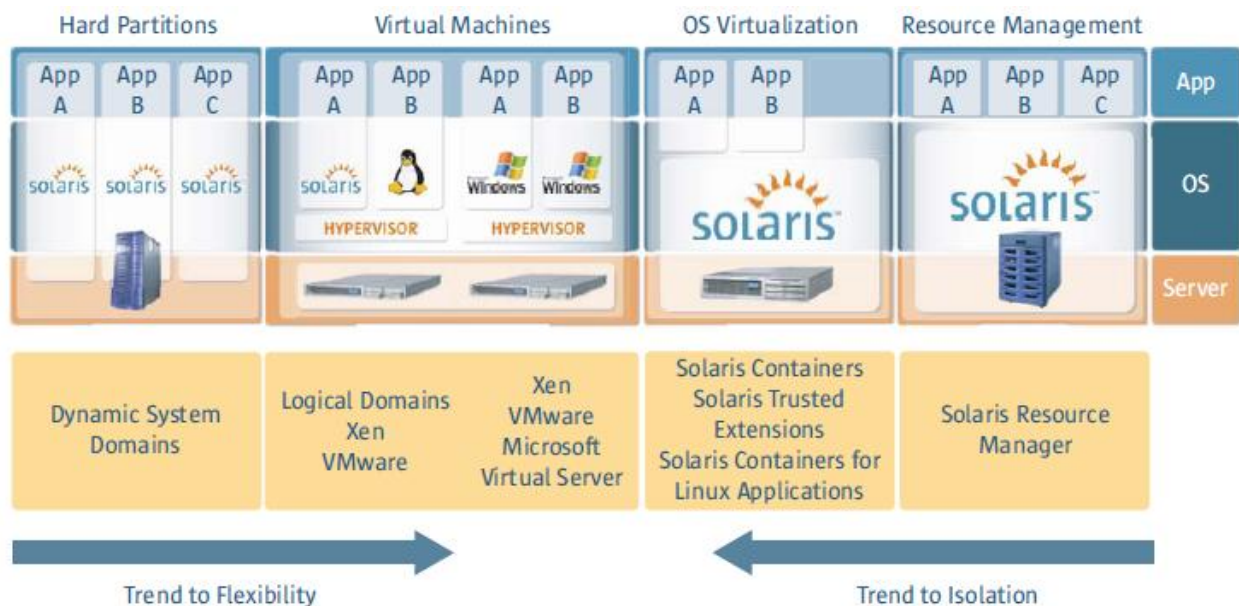 Hard Partitions
Virtual Machines
OS Virtualization
Resource Management
App A
App B
App C
App A
App B
App A
App B
App A
App B
App A
App B
App C
App
solaris
solaris
solaris
solaris
Windows
Windows
solaris
solaris
OS
HYPERVISOR
HYPERVISOR
Server
Dynamic System
Domains
Logical Domains
Xen
VMware
Xen
VMware
Microsoft
Virtual Server
Solaris Containers
Solaris Trusted
Extensions
Solaris Containers for
Linux Applications
Solaris Resource
Manager
Trend to Flexibility
Trend to Isolation